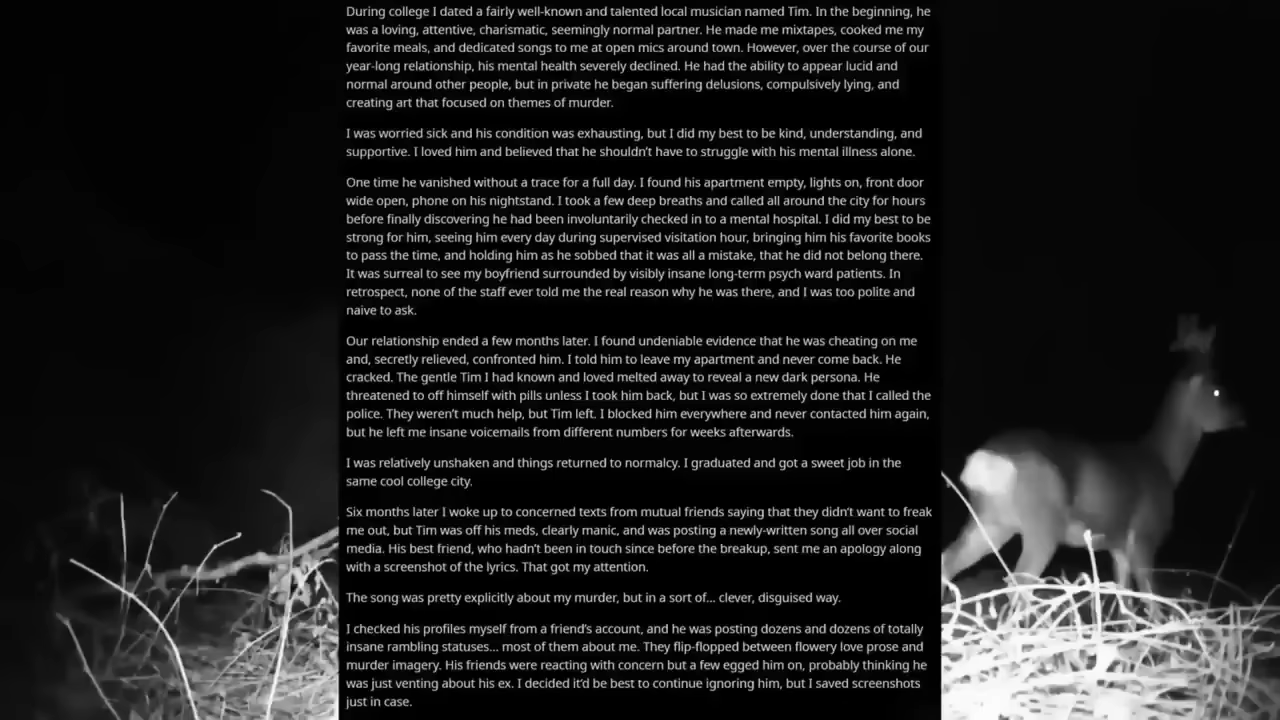 During college I dated a fairly well-known and talented local musician named Tim. In the beginning, he
was a loving, attentive, charismatic, seemingly normal partner. He made me mixtapes, cooked me my
favorite meals, and dedicated songs to me at open mics around town. However, over the course of our
year-long relationship, his mental health severely declined. He had the ability to appear lucid and
normal around other people, but in private he began suffering delusions, compulsively lying, and
creating art that focused on themes of murder.
I was worried sick and his condition was exhausting, but I did my best to be kind, understanding, and
supportive. I loved him and believed that he shouldn't have to struggle with his mental illness alone.
One time he vanished without a trace for a full day. I found his apartment empty, lights on, front door
wide open, phone on his nightstand. I took a few deep breaths and called all around the city for hours
before finally discovering he had been involuntarily checked in to a mental hospital. I did my best to be
strong for him, seeing him every day during supervised visitation hour, bringing him his favorite books
to pass the time, and holding him as he sobbed that it was all a mistake, that he did not belong there.
It was surreal to see my boyfriend surrounded by visibly insane long-term psych ward patients. In
retrospect, none of the staff ever told me the real reason why he was there, and I was too polite and
naive to ask.
Our relationship ended a few months later. I found undeniable evidence that he was cheating on me
and, secretly relieved, confronted him. I told him to leave my apartment and never come back. He
cracked. The gentle Tim I had known and loved melted away to reveal a new dark persona. He
threatened to off himself with pills unless I took him back, but I was so extremely done that I called the
police. They weren't much help, but Tim left. I blocked him everywhere and never contacted him again,
but he left me insane voicemails from different numbers for weeks afterwards.
I was relatively unshaken and things returned to normalcy. I graduated and got a sweet job in the
same cool college city.
Six months later I woke up to concerned texts from mutual friends saying that they didn't want to freak
me out, but Tim was off his meds, clearly manic, and was posting a newly-written song all over social
media. His best friend, who hadn't been in touch since before the breakup, sent me an apology along
with a screenshot of the lyrics. That got my attention.
The song was pretty explicitly about my murder, but in a sort of... clever, disguised way.
I checked his profiles myself from a friend's account, and he was posting dozens and dozens of totally
insane rambling statuses... most of them about me. They flip-flopped between flowery love prose and
murder imagery. His friends were reacting with concern but a few egged him on, probably thinking he
was just venting about his ex. I decided it'd be best to continue ignoring him, but I saved screenshots
just in case.